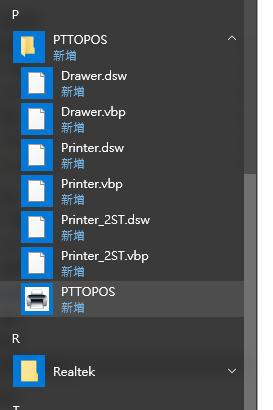 P
PTTOPOS
新增
Drawer.dsw
新增
Drawer.vbp
新增
Printer.dsw
新增
Printer.vbp
新增
Printer_2ST.dsw
新增
Printer_2ST.vbp
新增
PTTOPOS
新增
R
Realtek